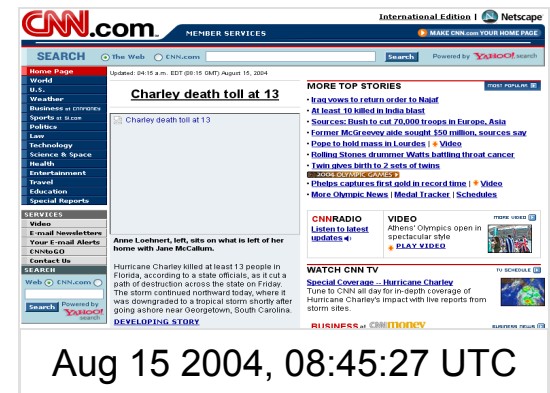 CNN.com.
MEMBER SERVICES
International Edition | Netscape
MAKE CNN.com YOUR HOME PAGE
SEARCH The Web CNN.com Search Powered by YAHOO! search
Home Page
World
U.S.
Weather
Business at CNNMONEY
Sports at SI.com
Politics
Law
Technology
Science & Space
Health
Entertainment
Travel
Education
Special Reports
SERVICES
Video
E-mail Newsletters
Your E-mail Alerts
CNNtoGO
Contact Us
SEARCH
Web CNN.com
Search Powered by
YAHOO!
search
Updated: 04:15 a.m. EDT (08:15 GMT) August 15, 2004
Charley death toll at 13
Charley death toll at 13
Anne Loehnert, left, sits on what is left of her
home with Jane McCallum.
Hurricane Charley killed at least 13 people in
Florida, according to a state officials, as it cut a
path of destruction across the state on Friday.
The storm continued northward today, where it
was downgraded to a tropical storm shortly after
going ashore near Georgetown, South Carolina.
DEVELOPING STORY
MORE TOP STORIES MOST POPULAR
• Iraq vows to return order to Najaf
• At least 10 killed in India blast
• Sources: Bush to cut 70,000 troops in Europe, Asia
• Former McGreevey aide sought $50 million, sources say
• Pope to hold mass in Lourdes | Video
• Rolling Stones drummer Watts battling throat cancer
• Twin gives birth to 2 sets of twins
2004 OLYMPIC GAMES
• Phelps captures first gold in record time | Video
• More Olympic News | Medal Tracker | Schedules
CNNRADIO
Listen to latest
updates
VIDEO MORE VIDEO
Athens' Olympics open in
spectacular style
PLAY VIDEO
WATCH CNN TV TV SCHEDULE
Special Coverage -- Hurricane Charley
Tune to CNN all day for in-depth coverage of
Hurricane Charley's impact with live reports from
storm sites.
BUSINESS at CNNmoney BUSINESS NEWS
Aug 15 2004, 08:45:27 UTC